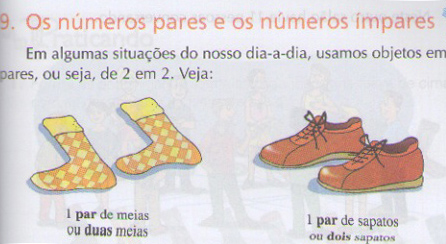 9. Os números pares e os números ímpares
Em algumas situações do nosso dia-a-dia, usamos objetos em
pares, ou seja, de 2 em 2. Veja:
1 par de meias
ou duas meias
1 par de sapatos
ou dois sapatos